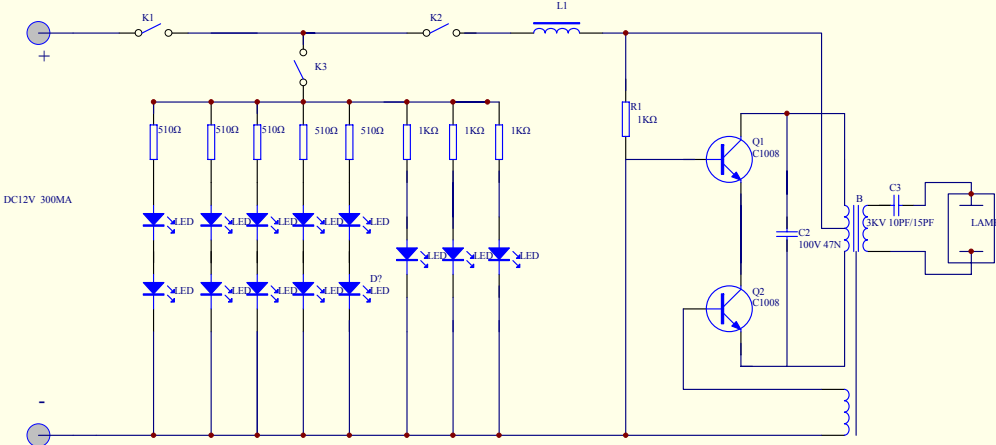 L1
K1
K2
+
K3
R1
1KΩ
510Ω
510Ω
510Ω
510Ω
510Ω
1KΩ
1KΩ
1KΩ
Q1
C1008
DC12V 300MA
C3
B
3KV 10PF/15PF
LAMI
LED
LED
LED
LED
LED
C2
100V 47N
LED
LED
LED
D?
LED
LED
LED
LED
LED
Q2
C1008
-